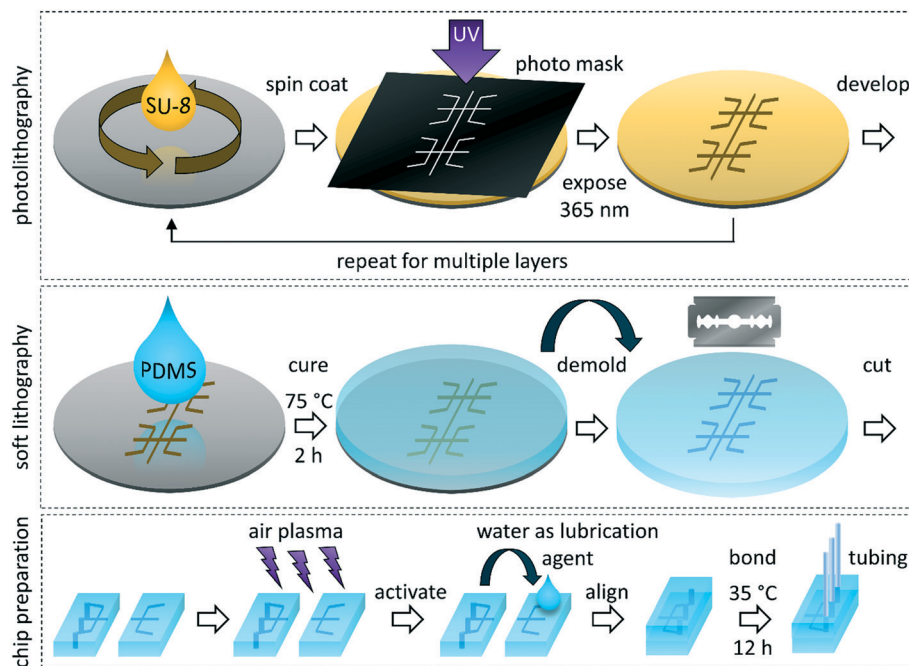 photolithography
SU-8
spin coat
UV
photo mask
expose
365 nm
develop
repeat for multiple layers
soft lithography
PDMS
cure
75 °C
2 h
demold
cut
chip preparation
air plasma
activate
water as lubrication
agent
align
bond
35 °C
12 h
tubing